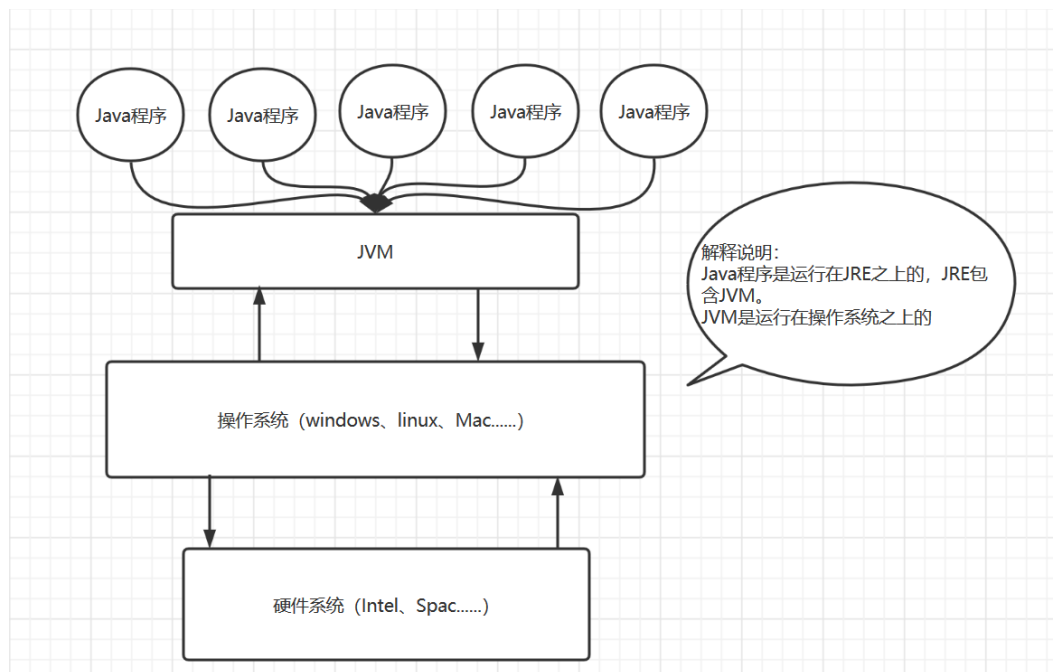 Java程序
Java程序
Java程序
Java程序
Java程序
JVM
解释说明：
Java程序是运行在JRE之上的，JRE包
含JVM。
JVM是运行在操作系统之上的
操作系统（windows、linux、Mac......）
硬件系统（Intel、Spac......）